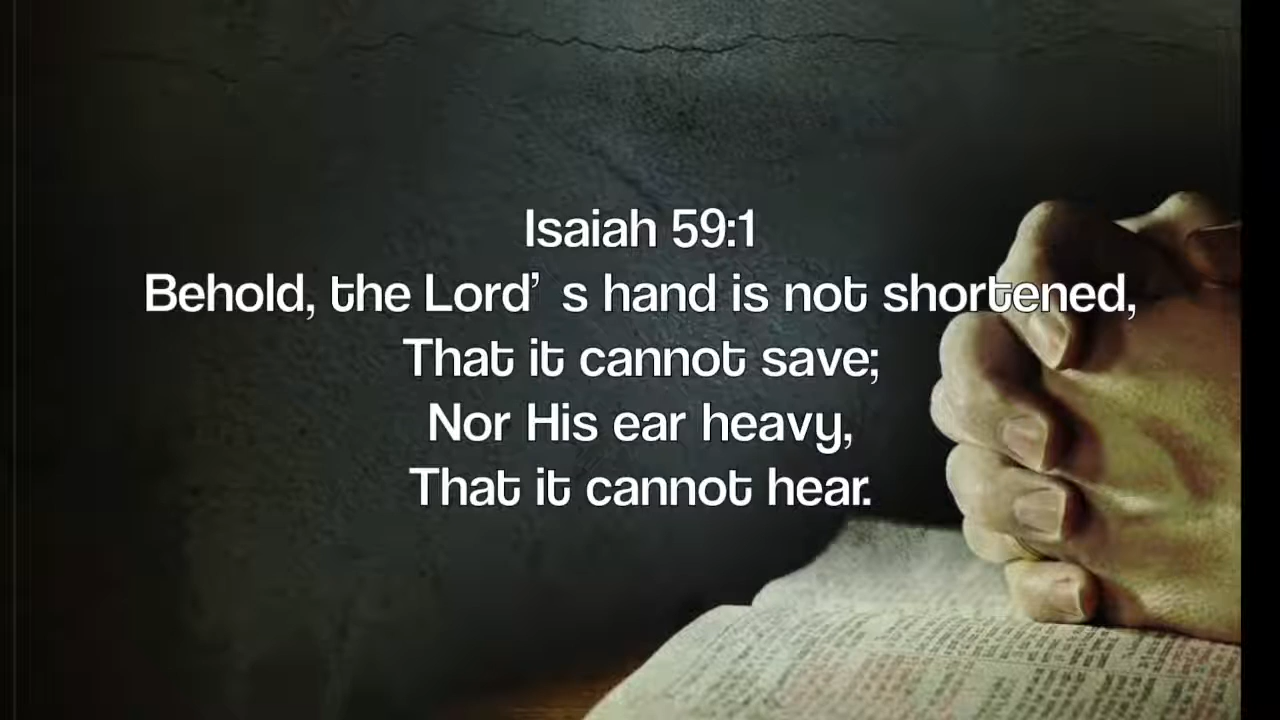 Isaiah 59:1
Behold, the Lord’ s hand is not shortened,
That it cannot save;
Nor His ear heavy,
That it cannot hear.